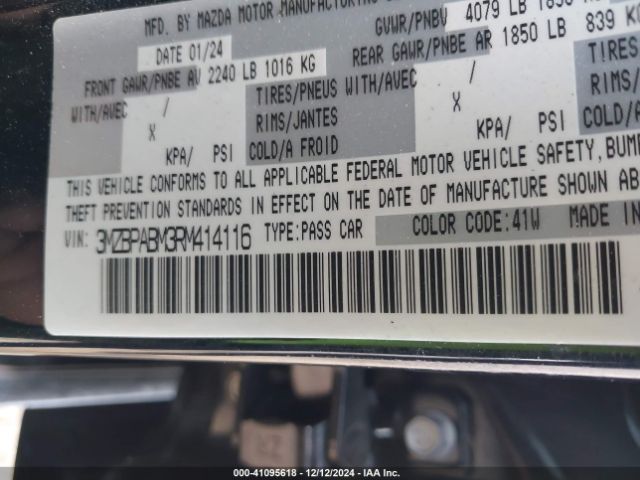 MFD. BY MAZDA MOTOR MANUFACTURING
DATE 01/24
GVWR/PNBV 4079 LB
FRONT GAWR/PNBE AV 2240 LB 1016 KG
REAR GAWR/PNBE AR 1850 LB 839 KG
WITH/AVEC / TIRES/PNEUS WITH/AVEC / TIRES
X RIMS/JANTES X RIMS/
KPA/ PSI COLD/A FROID KPA/ PSI COLD/A
THIS VEHICLE CONFORMS TO ALL APPLICABLE FEDERAL MOTOR VEHICLE SAFETY, BUMP
THEFT PREVENTION STANDARDS IN EFFECT ON THE DATE OF MANUFACTURE SHOWN AB
VIN: 3MZBPABM3RM414116 TYPE:PASS CAR COLOR CODE:41W MADE IN
000-41095618 - 12/12/2024 - IAA Inc.